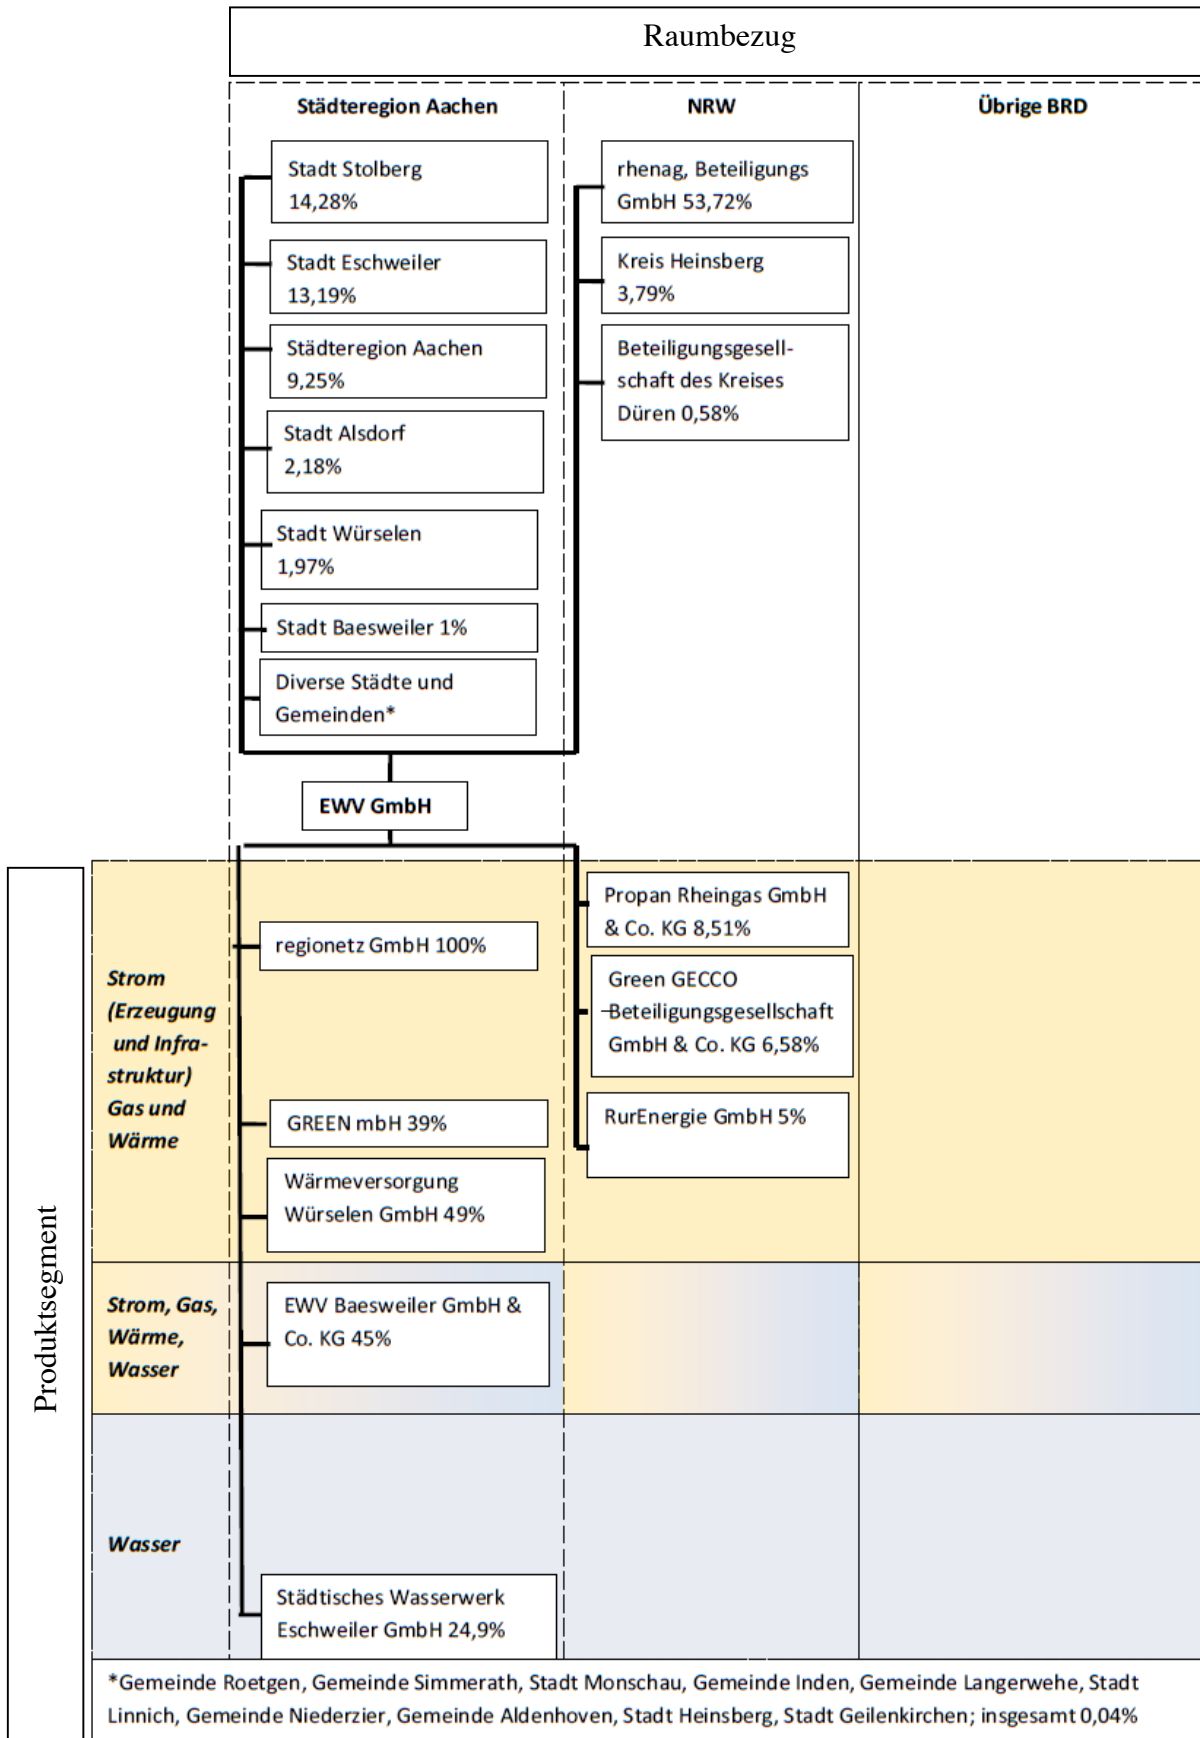 Raumbezug
Städteregion Aachen
NRW
Übrige BRD
Stadt Stolberg
14,28%
Stadt Eschweiler
13,19%
Städteregion Aachen
9,25%
Stadt Alsdorf
2,18%
Stadt Würselen
1,97%
Stadt Baesweiler 1%
Diverse Städte und
Gemeinden*
rhenag, Beteiligungs
GmbH 53,72%
Kreis Heinsberg
3,79%
Beteiligungsgesell-
schaft des Kreises
Düren 0,58%
EWV GmbH
Produktsegment
Strom
(Erzeugung
und Infra-
struktur)
Gas und
Wärme
regionetz GmbH 100%
GREEN mbH 39%
Wärmeversorgung
Würselen GmbH 49%
Propan Rheingas GmbH
& Co. KG 8,51%
Green GECCO
Beteiligungsgesellschaft
GmbH & Co. KG 6,58%
RurEnergie GmbH 5%
Strom, Gas,
Wärme,
Wasser
EWV Baesweiler GmbH &
Co. KG 45%
Wasser
Städtisches Wasserwerk
Eschweiler GmbH 24,9%
*Gemeinde Roetgen, Gemeinde Simmerath, Stadt Monschau, Gemeinde Inden, Gemeinde Langerwehe, Stadt
Linnich, Gemeinde Niederzier, Gemeinde Aldenhoven, Stadt Heinsberg, Stadt Geilenkirchen; insgesamt 0,04%